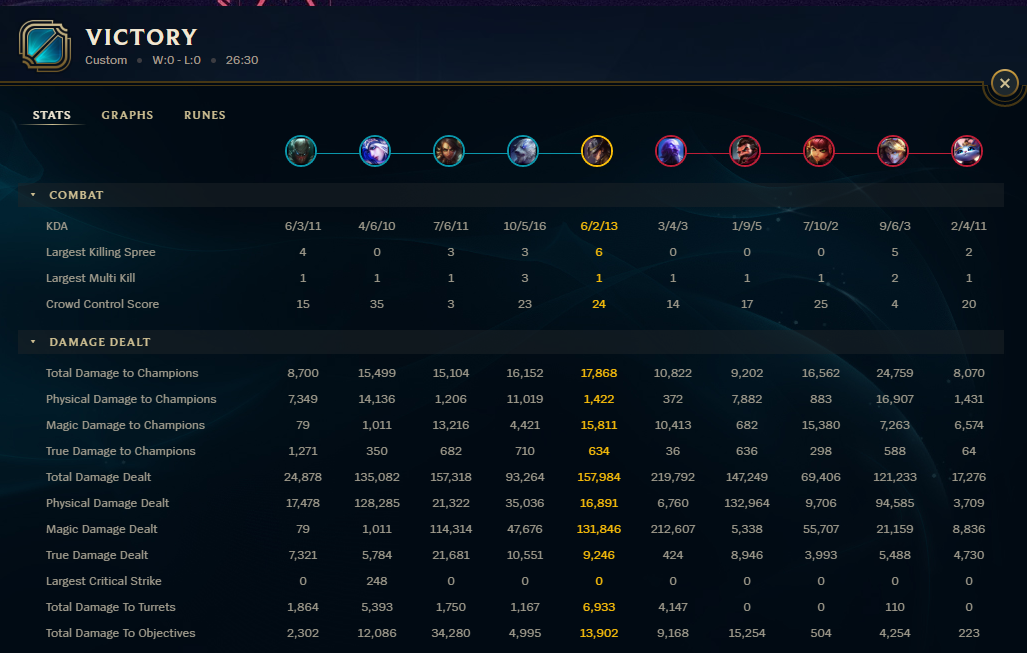 VICTORY
Custom • W:0 - L:0 • 26:30
STATS GRAPHS RUNES
COMBAT
KDA 6/3/11 4/6/10 7/6/11 10/5/16 6/2/13 3/4/3 1/9/5 7/10/2 9/6/3 2/4/11
Largest Killing Spree 4 0 3 3 6 0 0 0 5 2
Largest Multi Kill 1 1 1 3 1 1 1 1 2 1
Crowd Control Score 15 35 3 23 24 14 17 25 4 20
DAMAGE DEALT
Total Damage to Champions 8,700 15,499 15,104 16,152 17,868 10,822 9,202 16,562 24,759 8,070
Physical Damage to Champions 7,349 14,136 1,206 11,019 1,422 372 7,882 883 16,907 1,431
Magic Damage to Champions 79 1,011 13,216 4,421 15,811 10,413 682 15,380 7,263 6,574
True Damage to Champions 1,271 350 682 710 634 36 636 298 588 64
Total Damage Dealt 24,878 135,082 157,318 93,264 157,984 219,792 147,249 69,406 121,233 17,276
Physical Damage Dealt 17,478 128,285 21,322 35,036 16,891 6,760 132,964 9,706 94,585 3,709
Magic Damage Dealt 79 1,011 114,314 47,676 131,846 212,607 5,338 55,707 21,159 8,836
True Damage Dealt 7,321 5,784 21,681 10,551 9,246 424 8,946 3,993 5,488 4,730
Largest Critical Strike 0 248 0 0 0 0 0 0 0 0
Total Damage To Turrets 1,864 5,393 1,750 1,167 6,933 4,147 0 0 110 0
Total Damage To Objectives 2,302 12,086 34,280 4,995 13,902 9,168 15,254 504 4,254 223